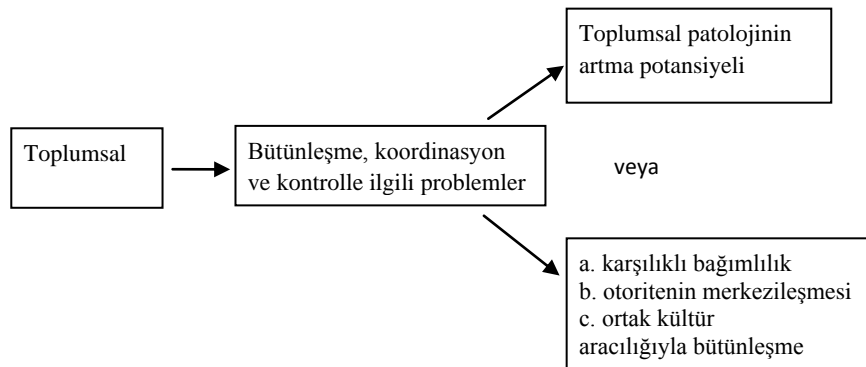 Toplumsal patolojinin
artma potansiyeli
Toplumsal
Bütünleşme, koordinasyon
ve kontrolle ilgili problemler
veya
a. karşılıklı bağımlılık
b. otoritenin merkezileşmesi
c. ortak kültür
aracılığıyla bütünleşme